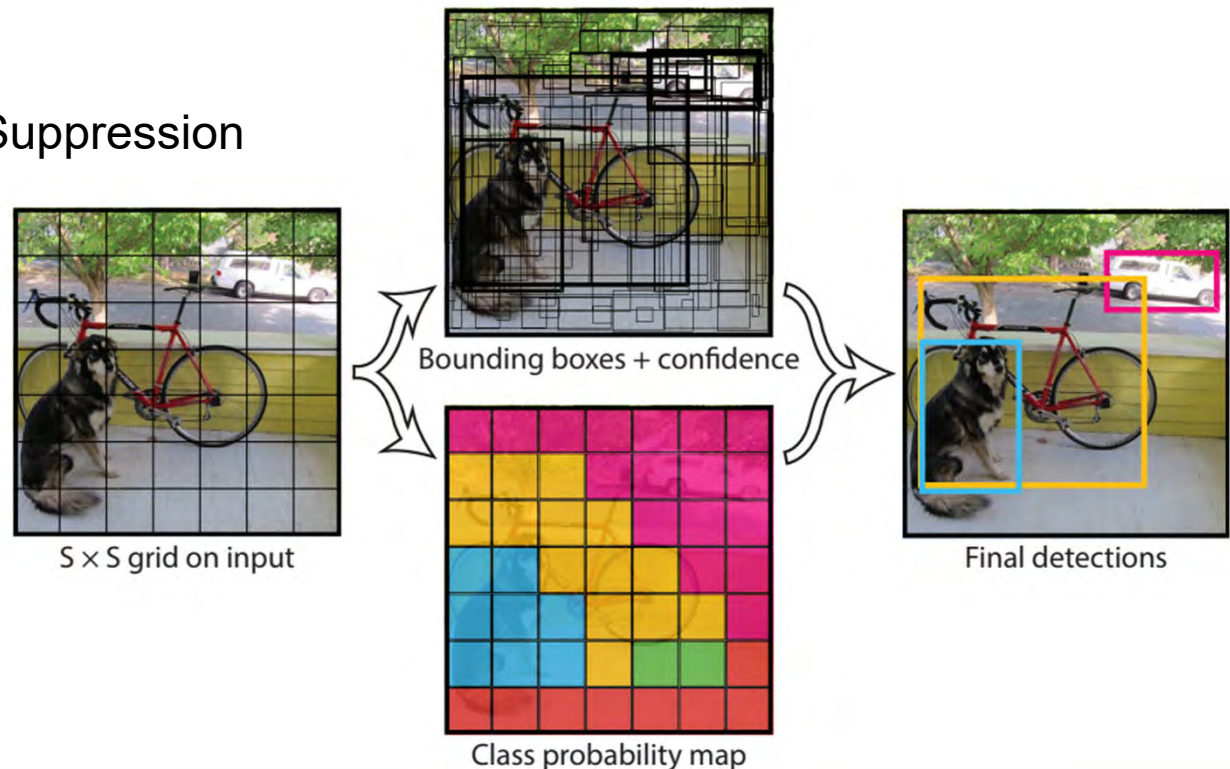 Suppression
Bounding boxes + confidence
S × S grid on input
Final detections
Class probability map